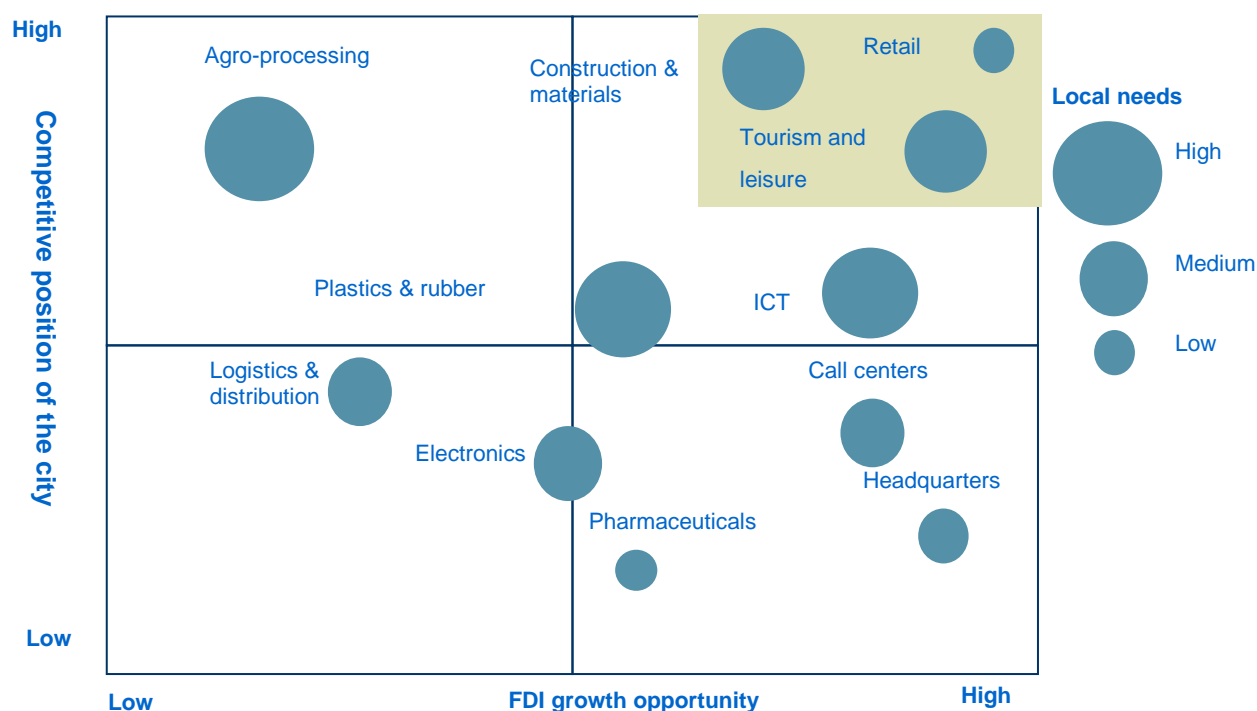 High
Agro-processing
Construction &
materials
Retail
Local needs
Competitive position of the city
Tourism and
leisure
High
Medium
Plastics & rubber
ICT
Low
Logistics &
distribution
Call centers
Electronics
Headquarters
Pharmaceuticals
Low
Low
FDI growth opportunity
High